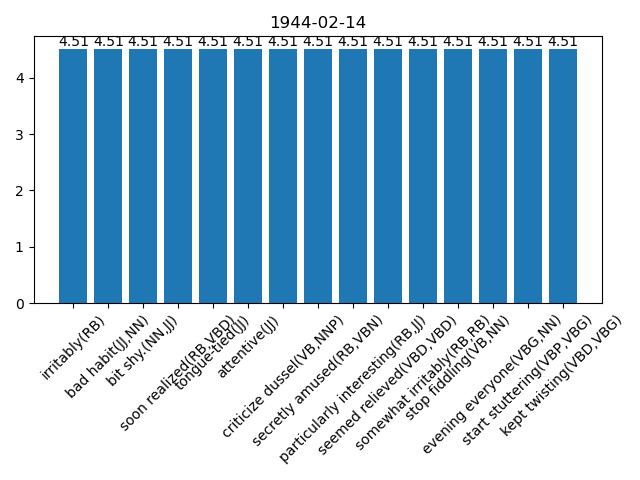 1944-02-14
4.51 4.51 4.51 4.51 4.51 4.51 4.51 4.51 4.51 4.51 4.51 4.51 4.51 4.51 4.51
4
3
2
1
0
irritably(RB)
bad habit(JJ,NN)
bit shy.(NN,JJ)
soon realized(RB,VBD)
tongue-tied(JJ)
attentive(JJ)
criticize dussel(VB,NNP)
secretly amused(RB,VBN)
particularly interesting(RB,JJ)
seemed relieved(VBD,VBD)
somewhat irritably(RB,RB)
stop fiddling(VB,NN)
evening everyone(VBG,NN)
start stuttering(VBP,VBG)
kept twisting(VBD,VBG)